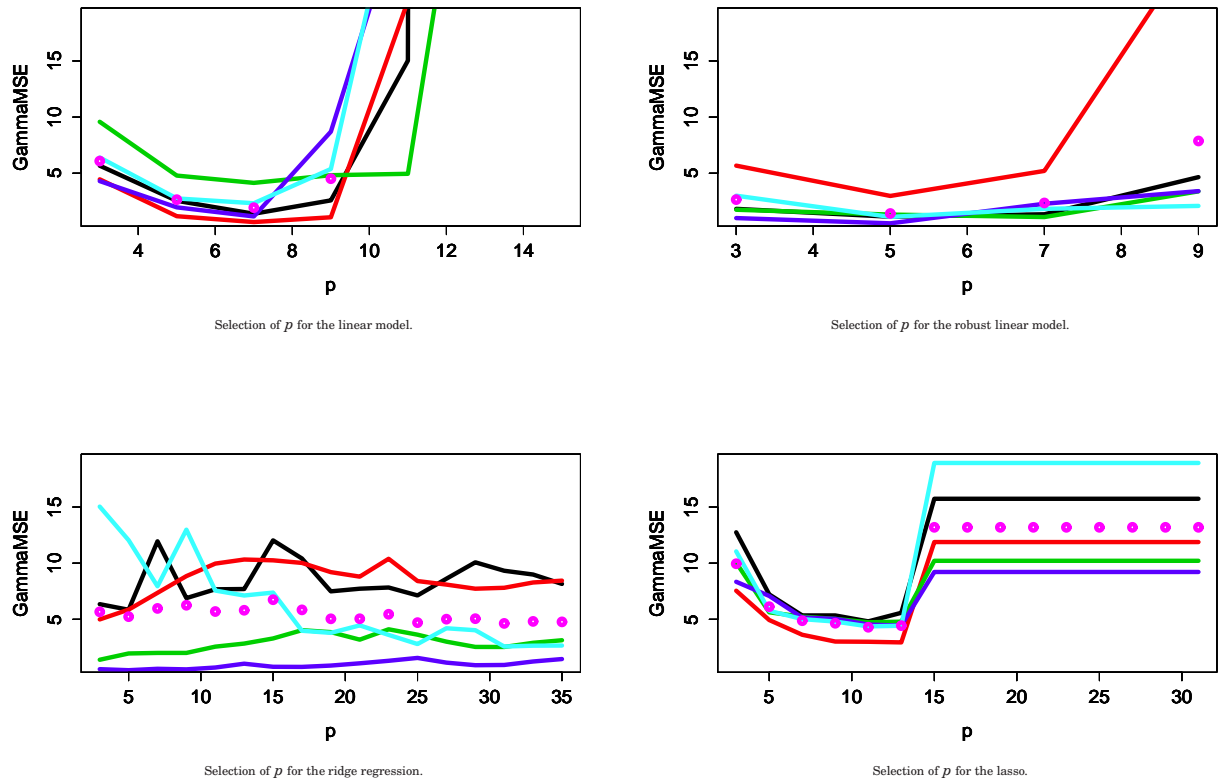 GammaMSE
5 10 15
4 6 8 10 12 14
p
Selection of p for the linear model.
GammaMSE
5 10 15
3 4 5 6 7 8 9
p
Selection of p for the robust linear model.
GammaMSE
5 10 15
5 10 15 20 25 30 35
p
Selection of p for the ridge regression.
GammaMSE
5 10 15
5 10 15 20 25 30
p
Selection of p for the lasso.